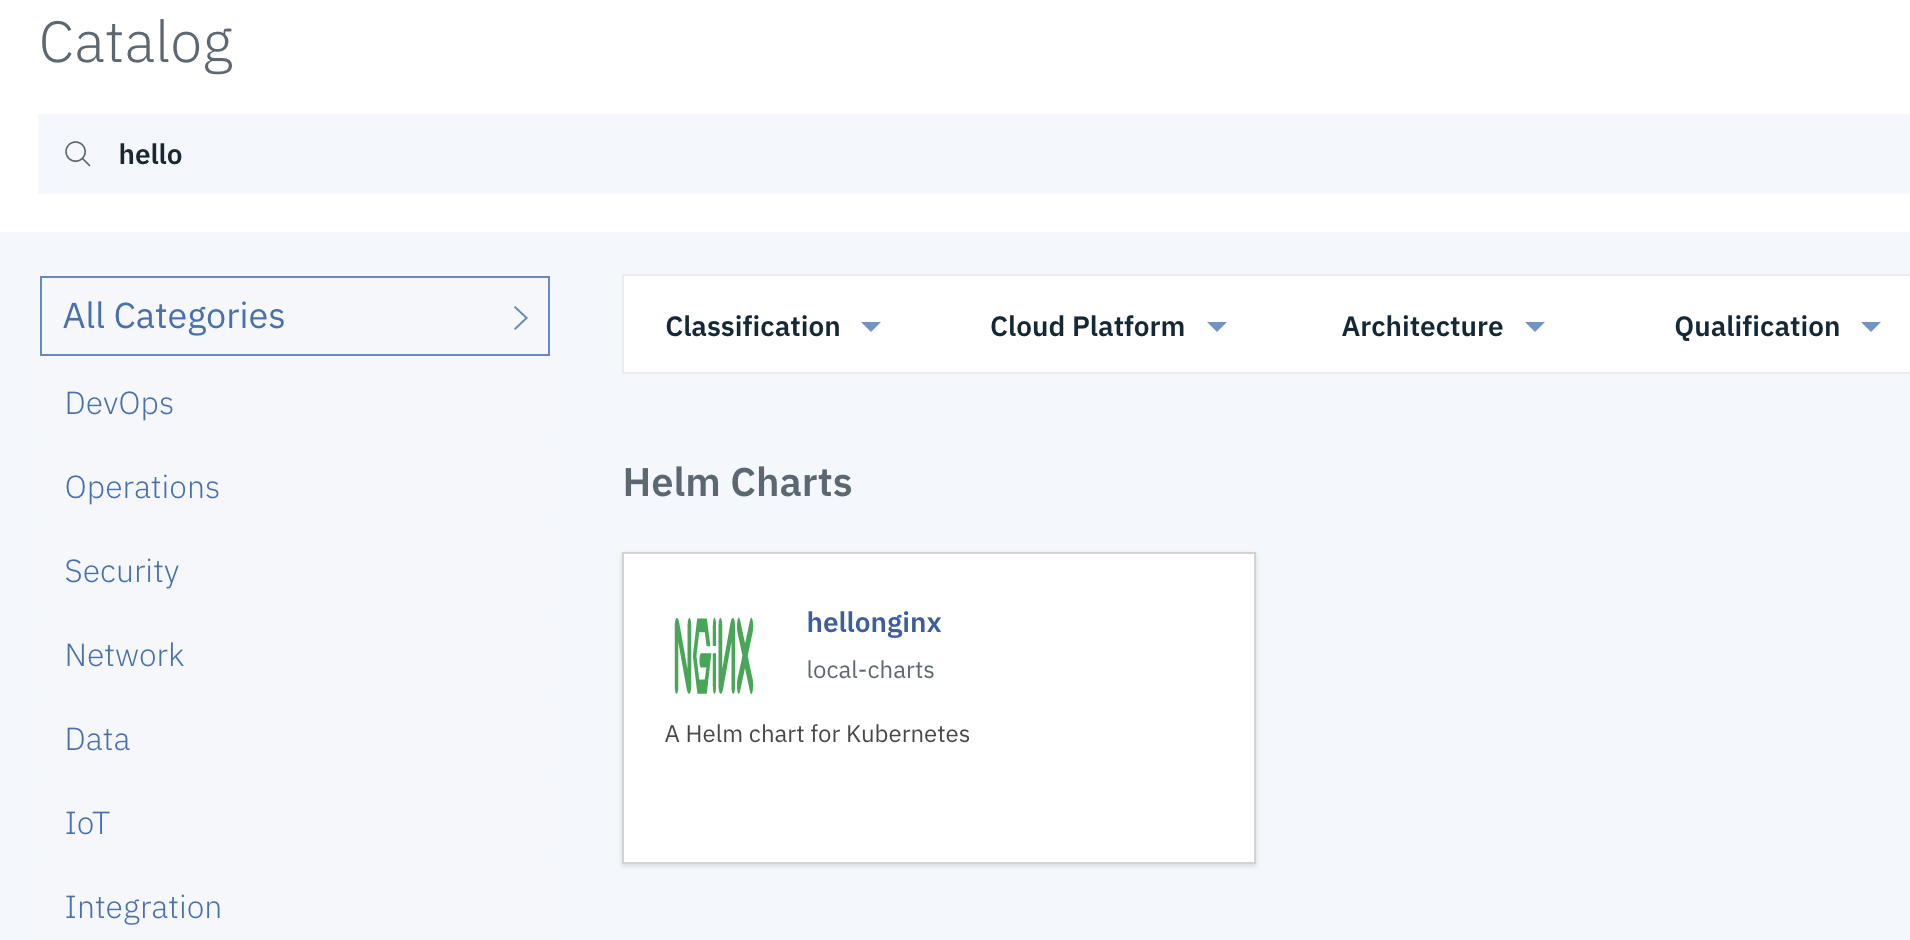 Catalog
hello
All Categories
DevOps
Operations
Security
Network
Data
IoT
Integration
Classification
Cloud Platform
Architecture
Qualification
Helm Charts
NGINX
hellonginx
local-charts
A Helm chart for Kubernetes